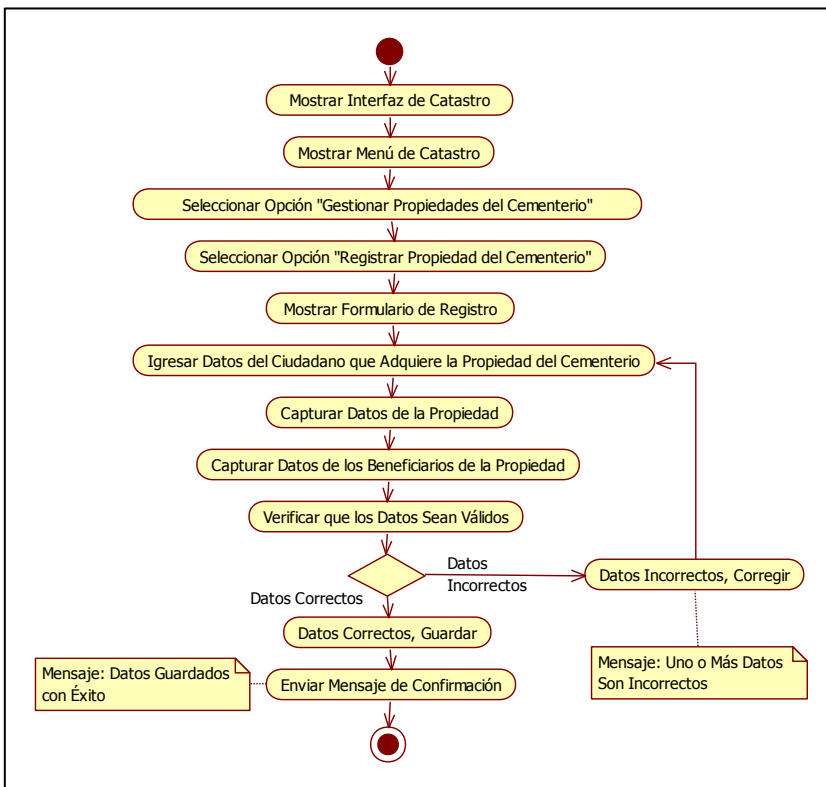 Mostrar Interfaz de Catastro
Mostrar Menú de Catastro
Seleccionar Opción "Gestionar Propiedades del Cementerio"
Seleccionar Opción "Registrar Propiedad del Cementerio"
Mostrar Formulario de Registro
Igresar Datos del Ciudadano que Adquiere la Propiedad del Cementerio
Capturar Datos de la Propiedad
Capturar Datos de los Beneficiarios de la Propiedad
Verificar que los Datos Sean Válidos
Datos
Incorrectos
Datos Incorrectos, Corregir
Datos Correctos
Datos Correctos, Guardar
Mensaje: Uno o Más Datos
Son Incorrectos
Mensaje: Datos Guardados
con Éxito
Enviar Mensaje de Confirmación